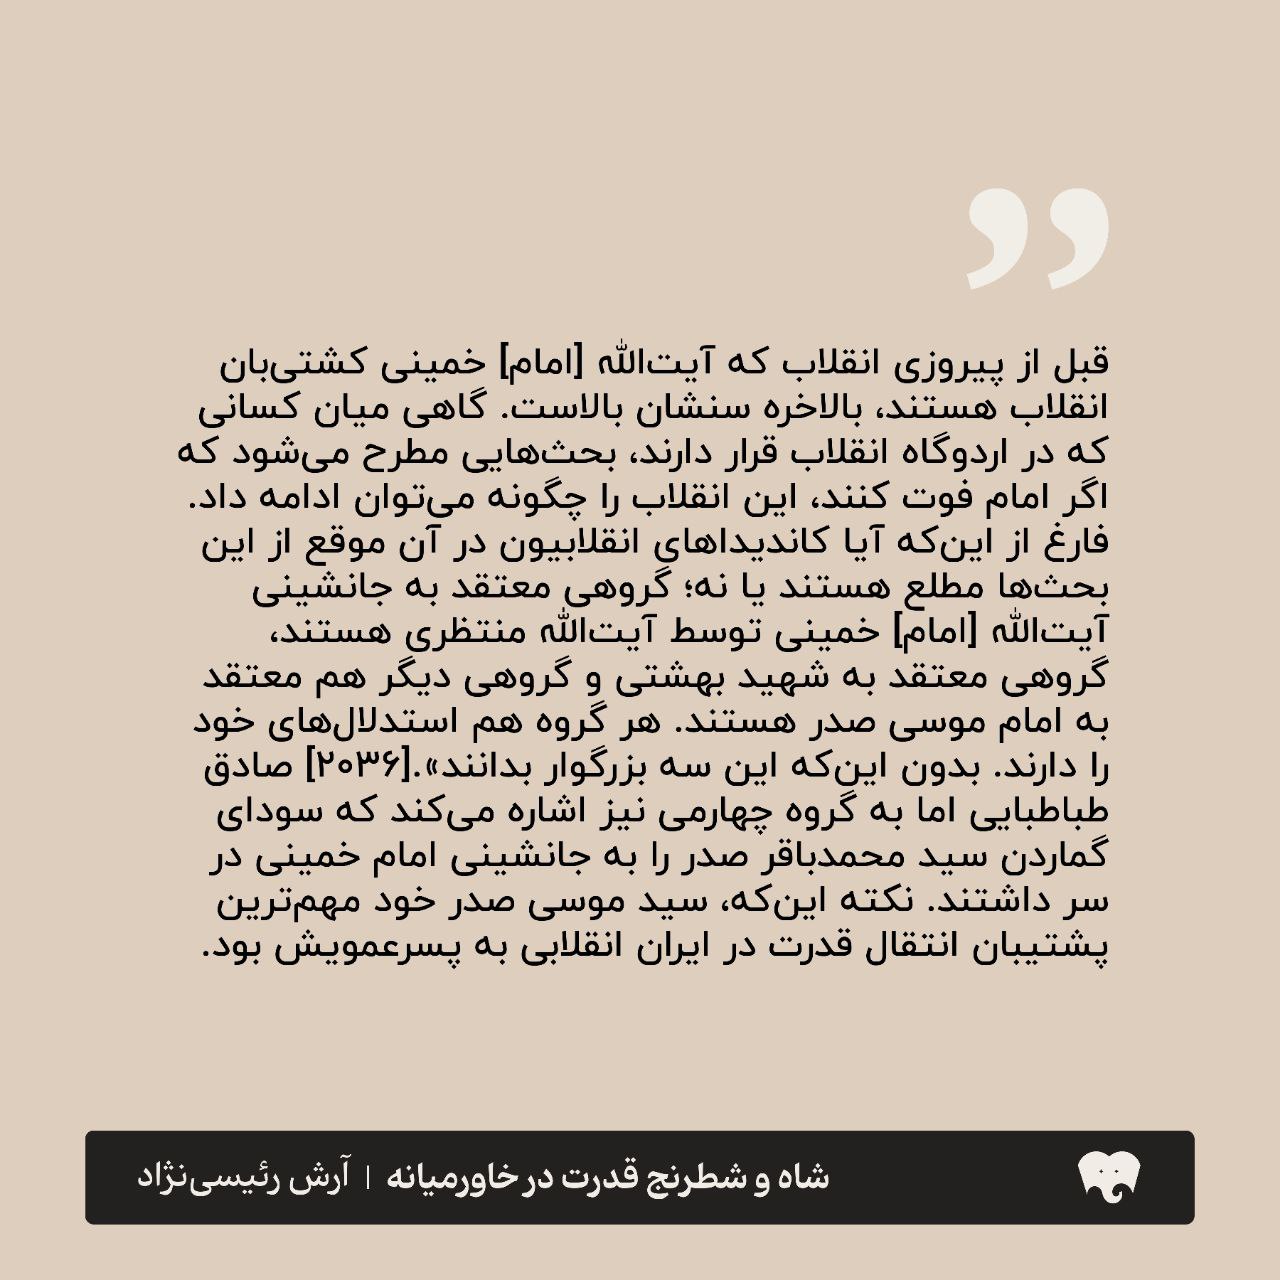 ”
قبل از پیروزی انقلاب که آیت‌الله [امام] خمینی کشتی‌بان
انقلاب هستند، بالاخره سنشان بالاست. گاهی میان کسانی
که در اردوگاه انقلاب قرار دارند، بحث‌هایی مطرح می‌شود که
اگر امام فوت کنند، این انقلاب را چگونه می‌توان ادامه داد.
فارغ از این‌که آیا کاندیداهای انقلابیون در آن موقع از این
بحث‌ها مطلع هستند یا نه؛ گروهی معتقد به جانشینی
آیت‌الله [امام] خمینی توسط آیت‌الله منتظری هستند،
گروهی معتقد به شهید بهشتی و گروهی دیگر هم معتقد
به امام موسی صدر هستند. هر گروه هم استدلال‌های خود
را دارند. بدون این‌که این سه بزرگوار بدانند».[۲۰۳۶] صادق
طباطبایی اما به گروه چهارمی نیز اشاره می‌کند که سودای
گماردن سید محمدباقر صدر را به جانشینی امام خمینی در
سر داشتند. نکته این‌که، سید موسی صدر خود مهم‌ترین
پشتیبان انتقال قدرت در ایران انقلابی به پسرعمویش بود.
شاه و شطرنج قدرت در خاورمیانه | آرش رئیسی‌نژاد